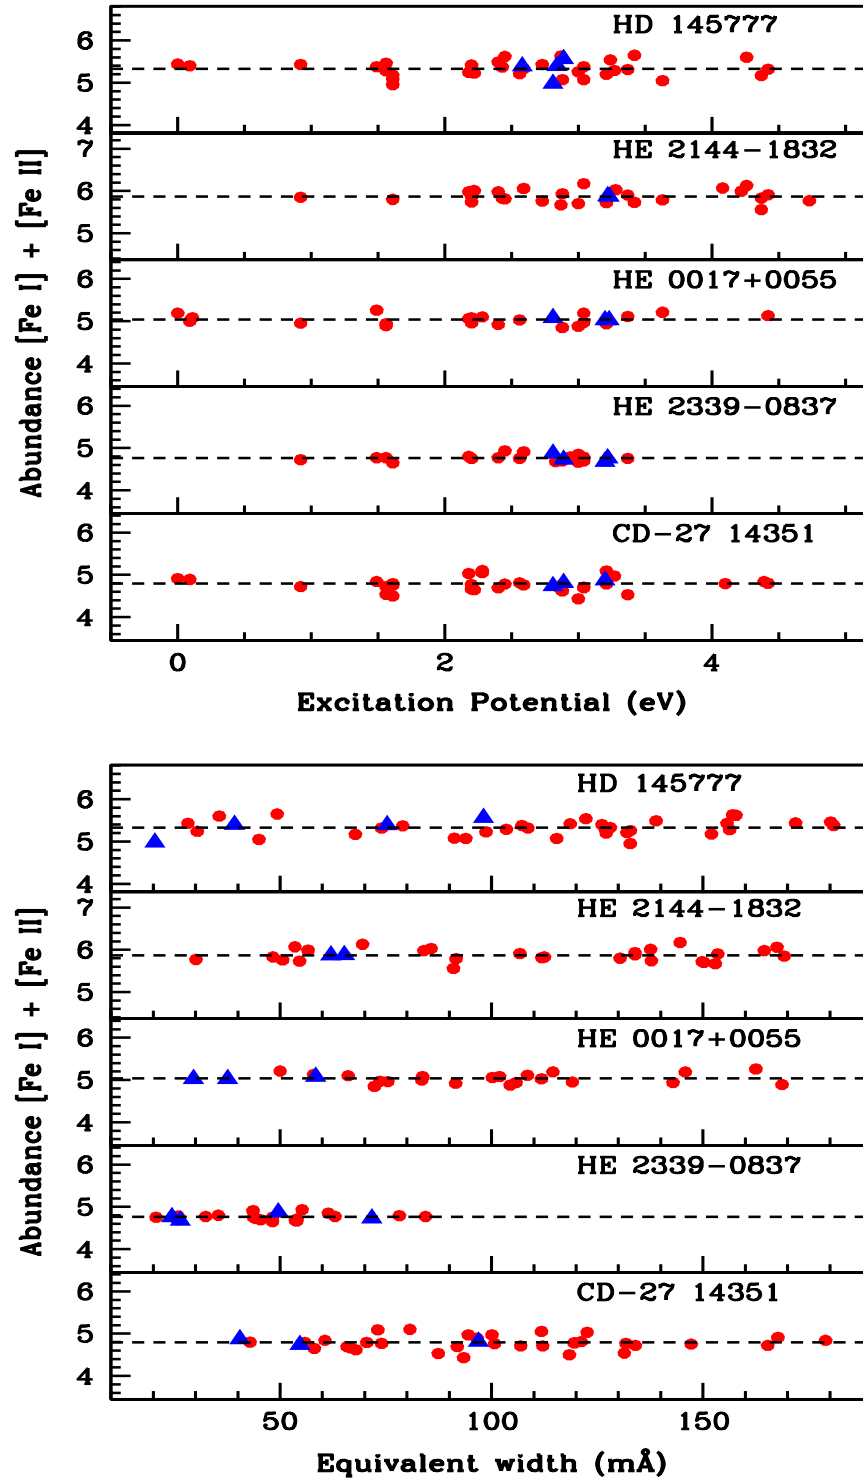 HD 145777
6
5
4
HE 2144-1832
7
6
5
HE 0017+0055
6
5
4
HE 2339-0837
6
5
4
CD-27 14351
6
5
4
0 2 4
Excitation Potential (eV)
Abundance [Fe I] + [Fe II]
HD 145777
6
5
4
HE 2144-1832
7
6
5
HE 0017+0055
6
5
4
HE 2339-0837
6
5
4
CD-27 14351
6
5
4
50 100 150
Equivalent width (mÅ)
Abundance [Fe I] + [Fe II]